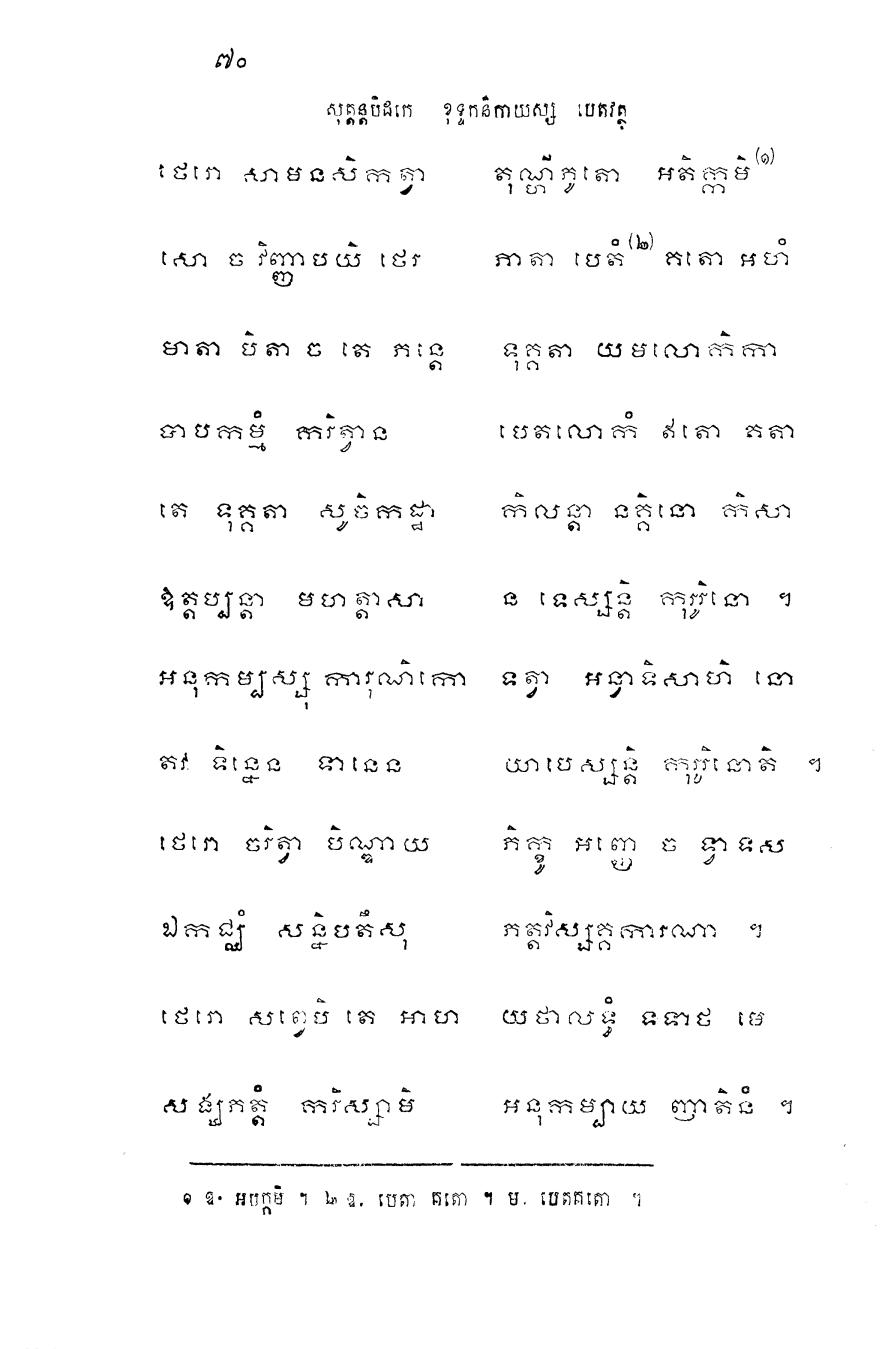 ៧០
សុត្តន្តបិដកេ ខុទ្ទកនិកាយស្ស បេតវត្ថុ
ថេរោ សាមនសិកត្វា តុណ្ហីភូតោ អតិក្កមិ(១)
សោ ច វិញ្ញាបយិ ថេរ ភាតា បេតំ(២) គតោ អហំ
មាតា បិតា ច តេ ភន្តេ ទុគ្គតា យមលោកិកា
បាបកម្មំ ករិត្វាន បេតលោកំ ឥតោ គតា
តេ ទុគ្គតា សូចិកដ្ឋា កិលន្តា នគ្គិនោ កិសា
ឱត្តប្បន្តា មហត្តាសា ន ទេស្សន្តិ កុរូរិនោ ។
អនុកម្បស្សុ ការុណិកោ ទត្វា អន្វាទិសាហិ នោ
តវ ទិន្នេន ទានេន យាបេស្សន្តិ កុរូរិនោតិ ។
ថេរោ ចរិត្វា បិណ្ឌាយ ភិក្ខូ អញ្ញេ ច ទ្វាទស
ឯកជ្ឈំ សន្និបតឹសុ ភត្តវិស្សគ្គការណា ។
ថេរោ សព្វេបិ តេ អាហ យថាលទ្ធំ ទទាថ មេ
សង្ឃភត្តំ ករិស្សាមិ អនុកម្បាយ ញាតិនំ ។
១ ឱ. អបក្កមិ ។ ២ ឱ. បេតា គតោ ។ ម. បេតគតោ ។